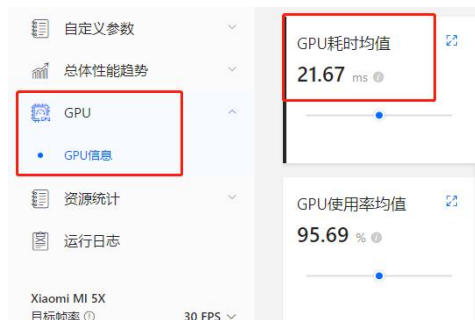 自定义参数
总体性能趋势
GPU
GPU信息
资源统计
运行日志
Xiaomi MI 5X
目标帧率 30 FPS
GPU耗时均值
21.67 ms
GPU使用率均值
95.69 %